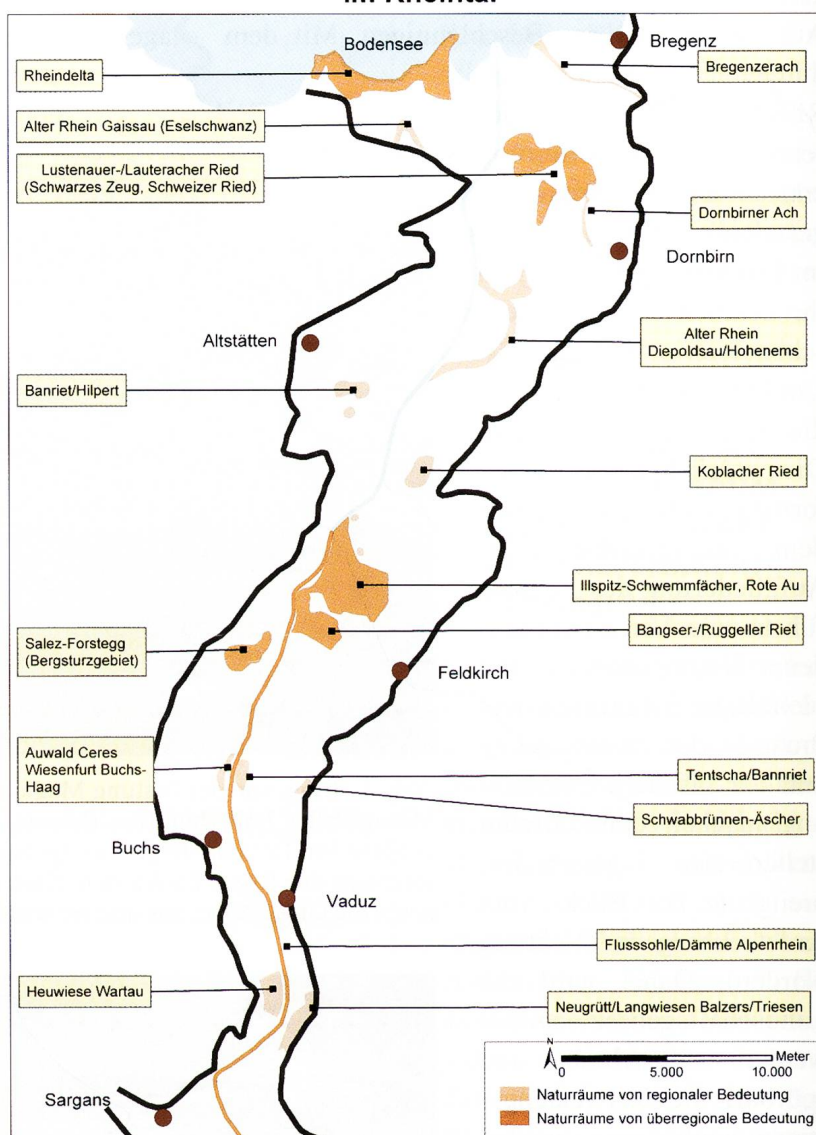 im Rheintal
Bodensee
Bregenz
Rheindelta
Bregenzerach
Alter Rhein Gaissau (Eselschwanz)
Lustenauer-/Lauteracher Ried
(Schwarzes Zeug, Schweizer Ried)
Dornbirner Ach
Dornbirn
Altstätten
Alter Rhein
Diepoldsau/Hohenems
Banriet/Hilpert
Koblacher Ried
Illspitz-Schwemmfächer, Rote Au
Bangser-/Ruggeller Riet
Salez-Forstegg
(Bergsturzgebiet)
Feldkirch
Auwald Ceres
Wiesenfurt Buchs-
Haag
Tentscha/Bannriet
Schwabbrünnen-Äscher
Buchs
Vaduz
Flusssohle/Dämme Alpenrhein
Heuwiese Wartau
Neugrütt/Langwiesen Balzers/Triesen
Sargans
N
Meter
0 5.000 10.000
Naturräume von regionaler Bedeutung
Naturräume von überregionale Bedeutung